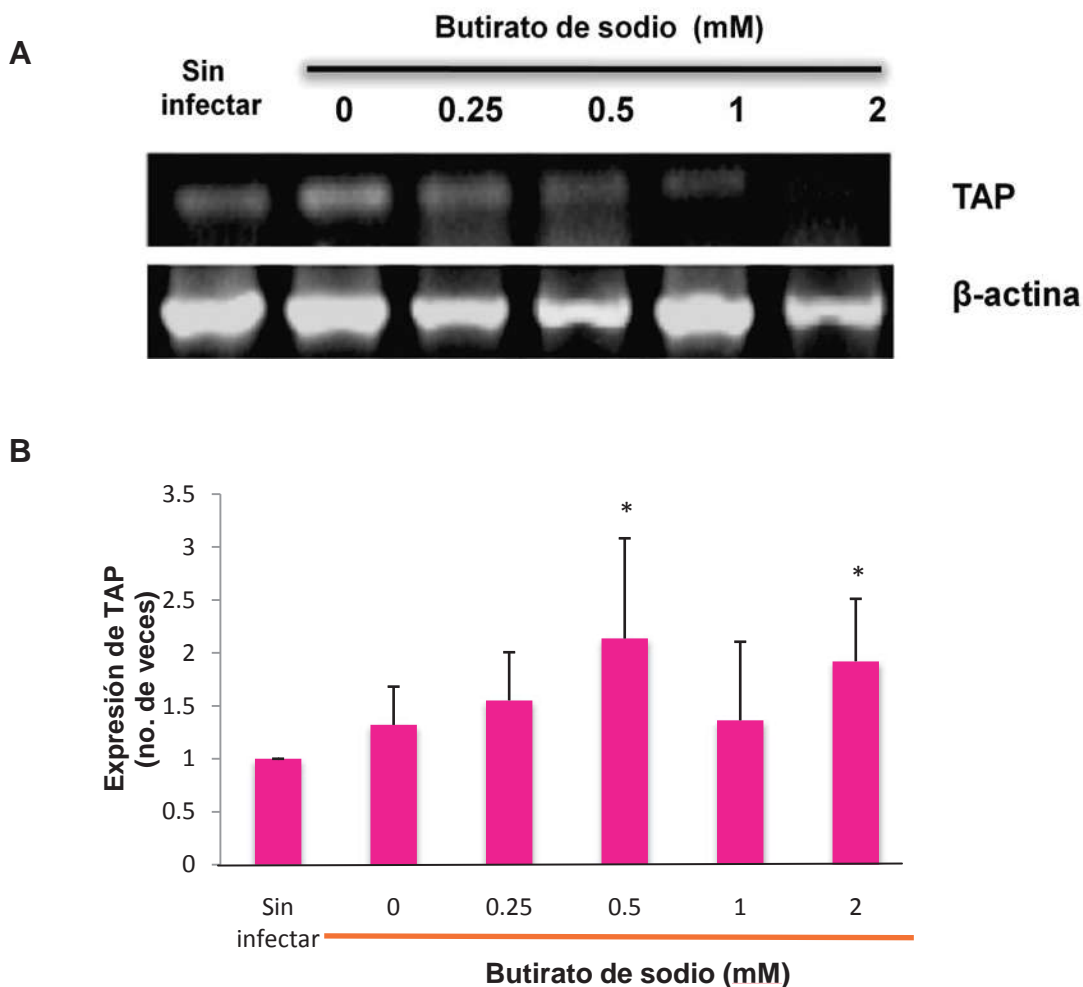 A
Butirato de sodio (mM)
Sin
infectar
0 0.25 0.5 1 2
TAP
β-actina
B
Expresión de TAP
(no. de veces)
3.5
3
2.5
2
1.5
1
0.5
0
*
*
Sin
infectar
0 0.25 0.5 1 2
Butirato de sodio (mM)